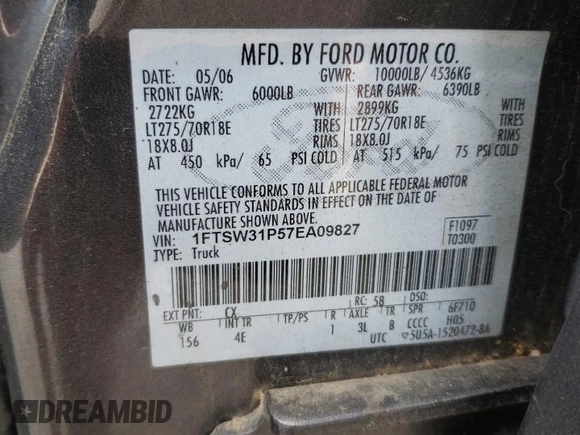 MFD. BY FORD MOTOR CO.
DATE: 05/06 GVWR: 10000LB/ 4536KG
FRONT GAWR: 6000LB REAR GAWR: 6390LB
2722KG 2899KG
LT275/70R18E TIRES LT275/70R18E TIRES
18X8.0J RIMS 18X8.0J RIMS
AT 450 kPa/ 65 PSI COLD AT 515 kPa/ 75 PSI COLD
THIS VEHICLE CONFORMS TO ALL APPLICABLE FEDERAL MOTOR
VEHICLE SAFETY STANDARDS IN EFFECT ON THE DATE OF
MANUFACTURE SHOWN ABOVE.
VIN: 1FTSW31P57EA09827 F1097
TYPE: Truck T0300
EXT PNT: CX RC: 58 DSO:
WB INT TR TP/PS R AXLE TR SPR 6F710
156 4E 1 3L B CCCC H05
UTC 5U5A-1520472-BA
Ford
DREAMBID